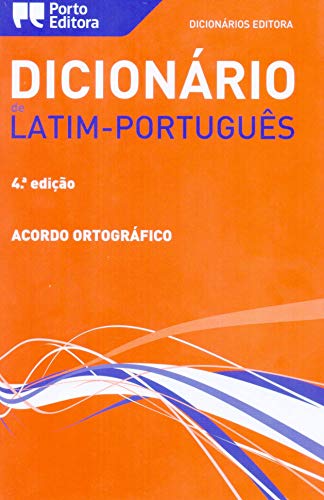 Porto
Editora
DICIONÁRIOS EDITORA
DICIONÁRIO
de
LATIM-PORTUGUÊS
4.ª edição
ACORDO ORTOGRÁFICO